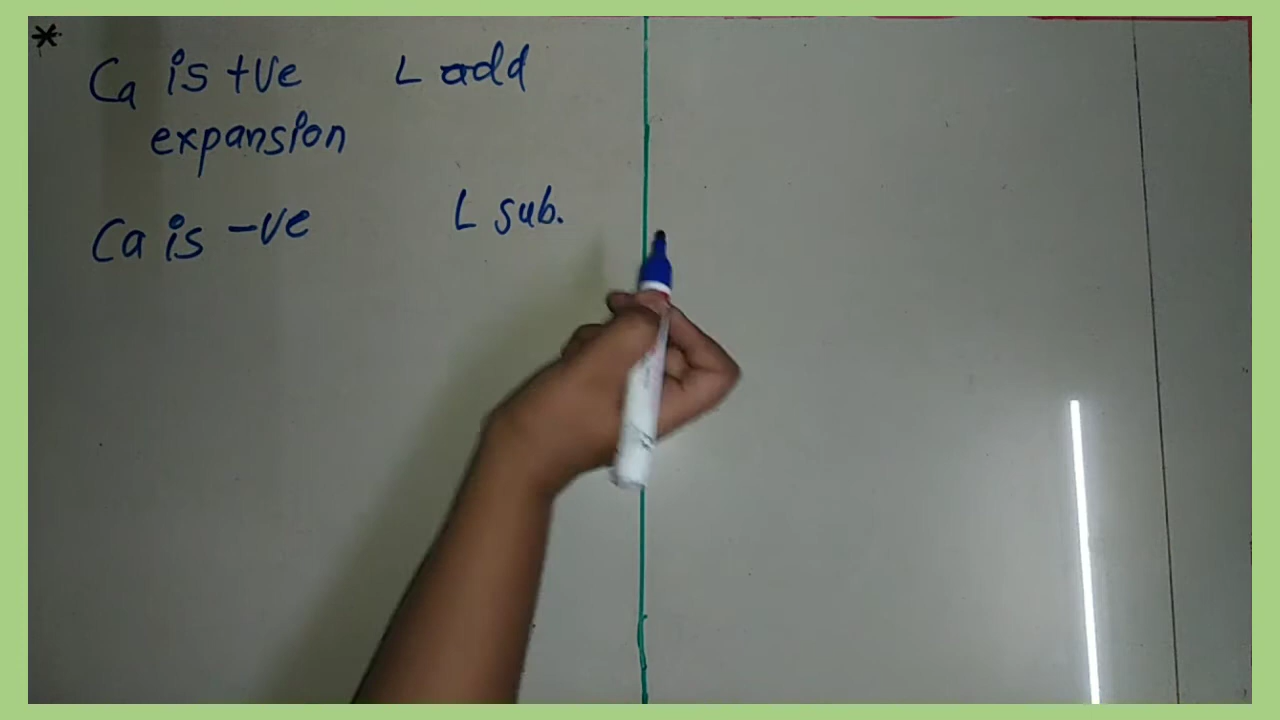 *
Ca is +ve L add
expansion
Ca is -ve L sub.